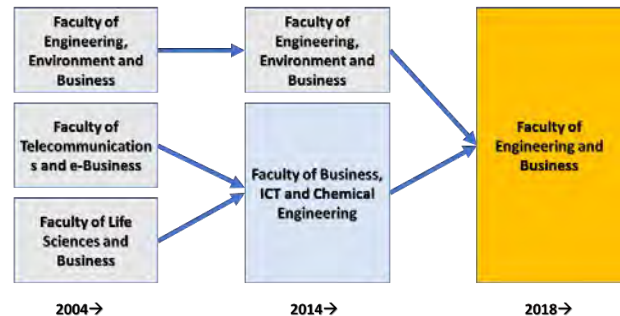 Faculty of
Engineering,
Environment and
Business
Faculty of
Engineering,
Environment and
Business
Faculty of
Telecommunication
s and e-Business
Faculty of Business,
ICT and Chemical
Engineering
Faculty of
Engineering and
Business
Faculty of Life
Sciences and
Business
2004→
2014→
2018→